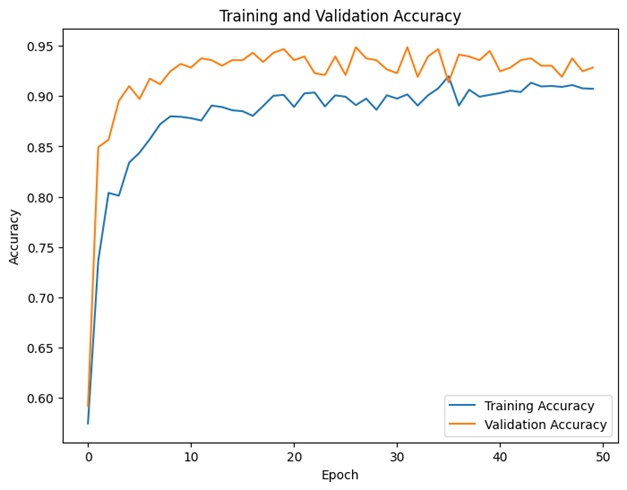 Training and Validation Accuracy
Accuracy
0.95
0.90
0.85
0.80
0.75
0.70
0.65
0.60
0
10
20
30
40
50
Epoch
Training Accuracy
Validation Accuracy